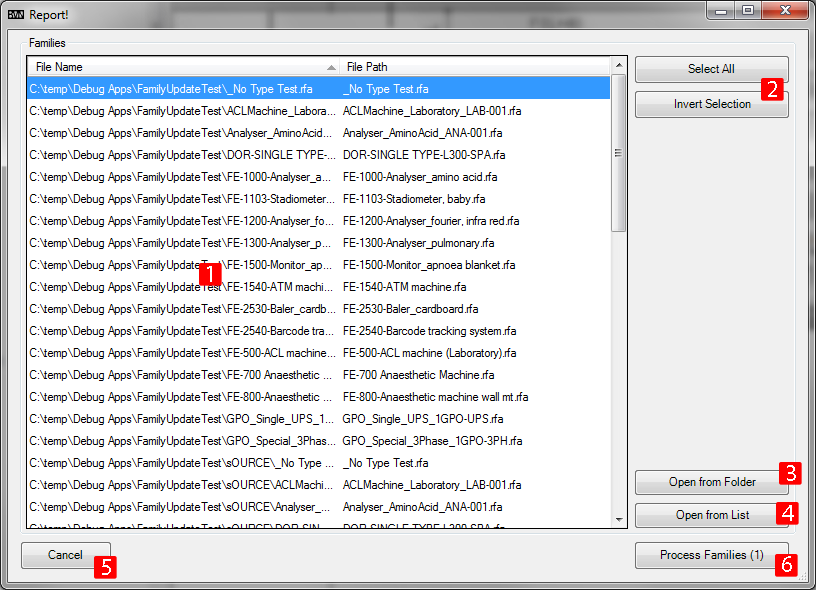 Report!
Families
File Name File Path
C:\temp\Debug Apps\FamilyUpdateTest\_No Type Test.rfa _No Type Test.rfa
C:\temp\Debug Apps\FamilyUpdateTest\ACLMachine_Labora... ACLMachine_Laboratory_LAB-001.rfa
C:\temp\Debug Apps\FamilyUpdateTest\Analyser_AminoAcid... Analyser_AminoAcid_ANA-001.rfa
C:\temp\Debug Apps\FamilyUpdateTest\DOR-SINGLE TYPE-... DOR-SINGLE TYPE-L300-SPA.rfa
C:\temp\Debug Apps\FamilyUpdateTest\FE-1000-Analyser_a... FE-1000-Analyser_amino acid.rfa
C:\temp\Debug Apps\FamilyUpdateTest\FE-1103-Stadiometer... FE-1103-Stadiometer, baby.rfa
C:\temp\Debug Apps\FamilyUpdateTest\FE-1200-Analyser_fo... FE-1200-Analyser_fourier, infra red.rfa
C:\temp\Debug Apps\FamilyUpdateTest\FE-1300-Analyser_p... FE-1300-Analyser_pulmonary.rfa
C:\temp\Debug Apps\FamilyUpdateTest\FE-1500-Monitor_ap... FE-1500-Monitor_apnoea blanket.rfa
1
C:\temp\Debug Apps\FamilyUpdateTest\FE-1540-ATM machi... FE-1540-ATM machine.rfa
C:\temp\Debug Apps\FamilyUpdateTest\FE-2530-Baler_cardb... FE-2530-Baler_cardboard.rfa
C:\temp\Debug Apps\FamilyUpdateTest\FE-2540-Barcode tra... FE-2540-Barcode tracking system.rfa
C:\temp\Debug Apps\FamilyUpdateTest\FE-500-ACL machine... FE-500-ACL machine (Laboratory).rfa
C:\temp\Debug Apps\FamilyUpdateTest\FE-700 Anaesthetic ... FE-700 Anaesthetic Machine.rfa
C:\temp\Debug Apps\FamilyUpdateTest\FE-800-Anaesthetic ... FE-800-Anaesthetic machine wall mt.rfa
C:\temp\Debug Apps\FamilyUpdateTest\GPO_Single_UPS_1... GPO_Single_UPS_1GPO-UPS.rfa
C:\temp\Debug Apps\FamilyUpdateTest\GPO_Special_3Phas... GPO_Special_3Phase_1GPO-3PH.rfa
C:\temp\Debug Apps\FamilyUpdateTest\sOURCE\_No Type ... _No Type Test.rfa
C:\temp\Debug Apps\FamilyUpdateTest\sOURCE\ACLMachi... ACLMachine_Laboratory_LAB-001.rfa
C:\temp\Debug Apps\FamilyUpdateTest\sOURCE\Analyser_... Analyser_AminoAcid_ANA-001.rfa
C:\temp\Debug Apps\FamilyUpdateTest\sOURCE\DOR-SIN... DOR-SINGLE TYPE-L300-SPA.rfa
Select All
2
Invert Selection
Open from Folder 3
Open from List 4
Cancel 5
Process Families (1) 6